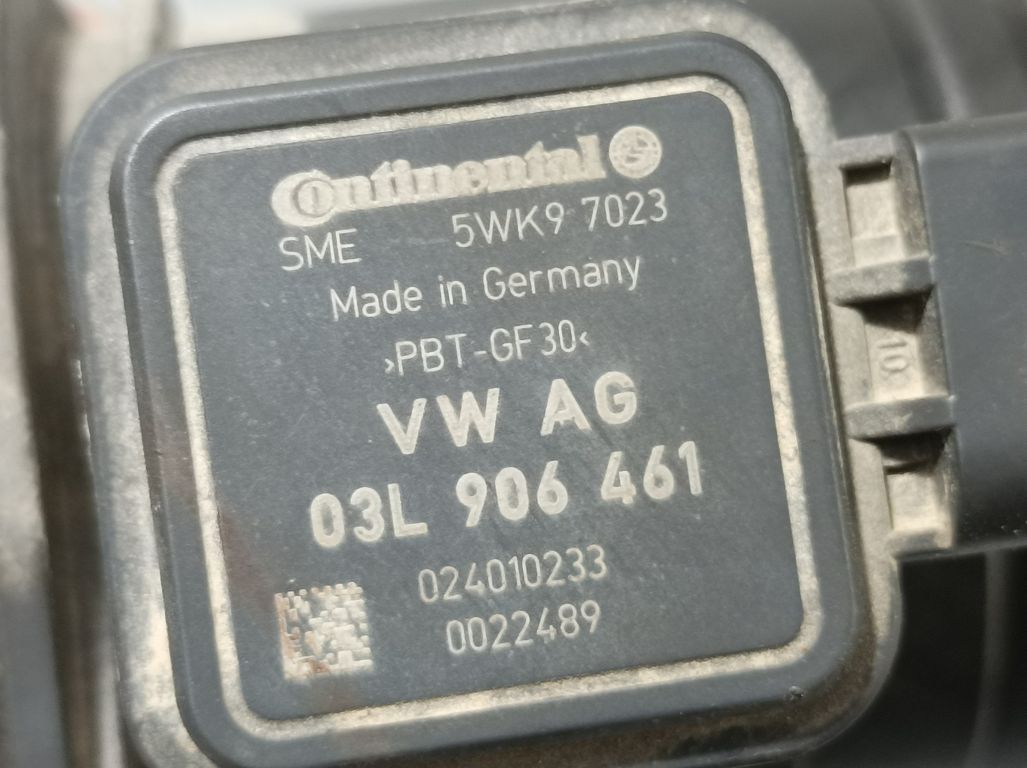 Continental
SME 5WK9 7023
Made in Germany
›PBT-GF30‹
VW AG
03L 906 461
024010233
0022489
10